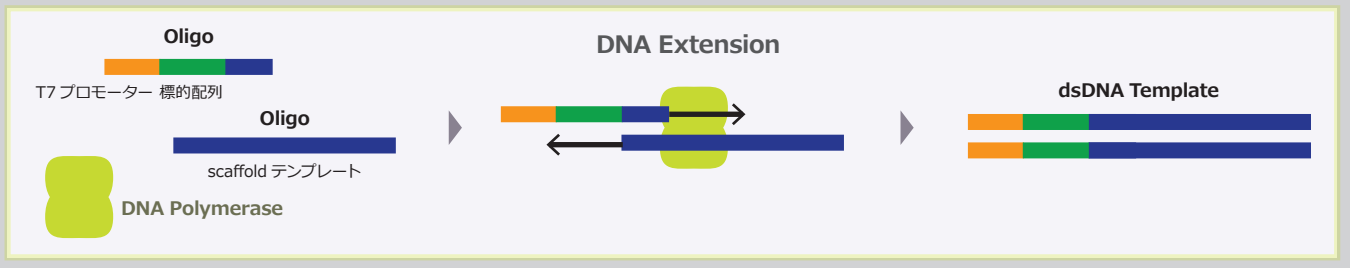 Oligo
T7 プロモーター 標的配列
Oligo
scaffold テンプレート
DNA Polymerase
DNA Extension
dsDNA Template